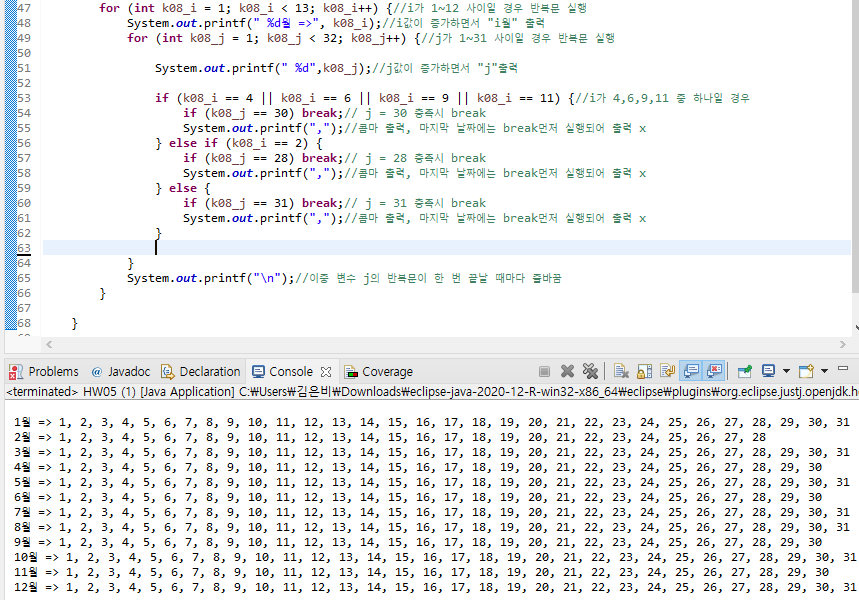 47 for (int k08_i = 1; k08_i < 13; k08_i++) {//i가 1~12 사이일 경우 반복문 실행
48 System.out.printf(" %d월 =>", k08_i);//i값이 증가하면서 "i월" 출력
49 for (int k08_j = 1; k08_j < 32; k08_j++) {//j가 1~31 사이일 경우 반복문 실행
50
51 System.out.printf(" %d",k08_j);//j값이 증가하면서 "j"출력
52
53 if (k08_i == 4 || k08_i == 6 || k08_i == 9 || k08_i == 11) {//i가 4,6,9,11 중 하나일 경우
54 if (k08_j == 30) break;// j = 30 중즉시 break
55 System.out.printf(",");//콤마 출력, 마지막 날짜에는 break먼저 실행되어 출력 x
56 } else if (k08_i == 2) {
57 if (k08_j == 28) break;// j = 28 중즉시 break
58 System.out.printf(",");//콤마 출력, 마지막 날짜에는 break먼저 실행되어 출력 x
59 } else {
60 if (k08_j == 31) break;// j = 31 중즉시 break
61 System.out.printf(",");//콤마 출력, 마지막 날짜에는 break먼저 실행되어 출력 x
62 }
63
64 }
65 System.out.printf("\n");//이중 변수 j의 반복문이 한 번 끝날 때마다 줄바꿈
66 }
67
68 }
Problems @ Javadoc Declaration Console Coverage
<terminated> HW05 (1) [Java Application] C:₩Users₩김은비₩Downloads₩eclipse-java-2020-12-R-win32-x86_64₩eclipse₩plugins₩org.eclipse.justj.openjdk.h
1월 => 1, 2, 3, 4, 5, 6, 7, 8, 9, 10, 11, 12, 13, 14, 15, 16, 17, 18, 19, 20, 21, 22, 23, 24, 25, 26, 27, 28, 29, 30, 31
2월 => 1, 2, 3, 4, 5, 6, 7, 8, 9, 10, 11, 12, 13, 14, 15, 16, 17, 18, 19, 20, 21, 22, 23, 24, 25, 26, 27, 28
3월 => 1, 2, 3, 4, 5, 6, 7, 8, 9, 10, 11, 12, 13, 14, 15, 16, 17, 18, 19, 20, 21, 22, 23, 24, 25, 26, 27, 28, 29, 30, 31
4월 => 1, 2, 3, 4, 5, 6, 7, 8, 9, 10, 11, 12, 13, 14, 15, 16, 17, 18, 19, 20, 21, 22, 23, 24, 25, 26, 27, 28, 29, 30
5월 => 1, 2, 3, 4, 5, 6, 7, 8, 9, 10, 11, 12, 13, 14, 15, 16, 17, 18, 19, 20, 21, 22, 23, 24, 25, 26, 27, 28, 29, 30, 31
6월 => 1, 2, 3, 4, 5, 6, 7, 8, 9, 10, 11, 12, 13, 14, 15, 16, 17, 18, 19, 20, 21, 22, 23, 24, 25, 26, 27, 28, 29, 30
7월 => 1, 2, 3, 4, 5, 6, 7, 8, 9, 10, 11, 12, 13, 14, 15, 16, 17, 18, 19, 20, 21, 22, 23, 24, 25, 26, 27, 28, 29, 30, 31
8월 => 1, 2, 3, 4, 5, 6, 7, 8, 9, 10, 11, 12, 13, 14, 15, 16, 17, 18, 19, 20, 21, 22, 23, 24, 25, 26, 27, 28, 29, 30, 31
9월 => 1, 2, 3, 4, 5, 6, 7, 8, 9, 10, 11, 12, 13, 14, 15, 16, 17, 18, 19, 20, 21, 22, 23, 24, 25, 26, 27, 28, 29, 30
10월 => 1, 2, 3, 4, 5, 6, 7, 8, 9, 10, 11, 12, 13, 14, 15, 16, 17, 18, 19, 20, 21, 22, 23, 24, 25, 26, 27, 28, 29, 30, 31
11월 => 1, 2, 3, 4, 5, 6, 7, 8, 9, 10, 11, 12, 13, 14, 15, 16, 17, 18, 19, 20, 21, 22, 23, 24, 25, 26, 27, 28, 29, 30
12월 => 1, 2, 3, 4, 5, 6, 7, 8, 9, 10, 11, 12, 13, 14, 15, 16, 17, 18, 19, 20, 21, 22, 23, 24, 25, 26, 27, 28, 29, 30, 31